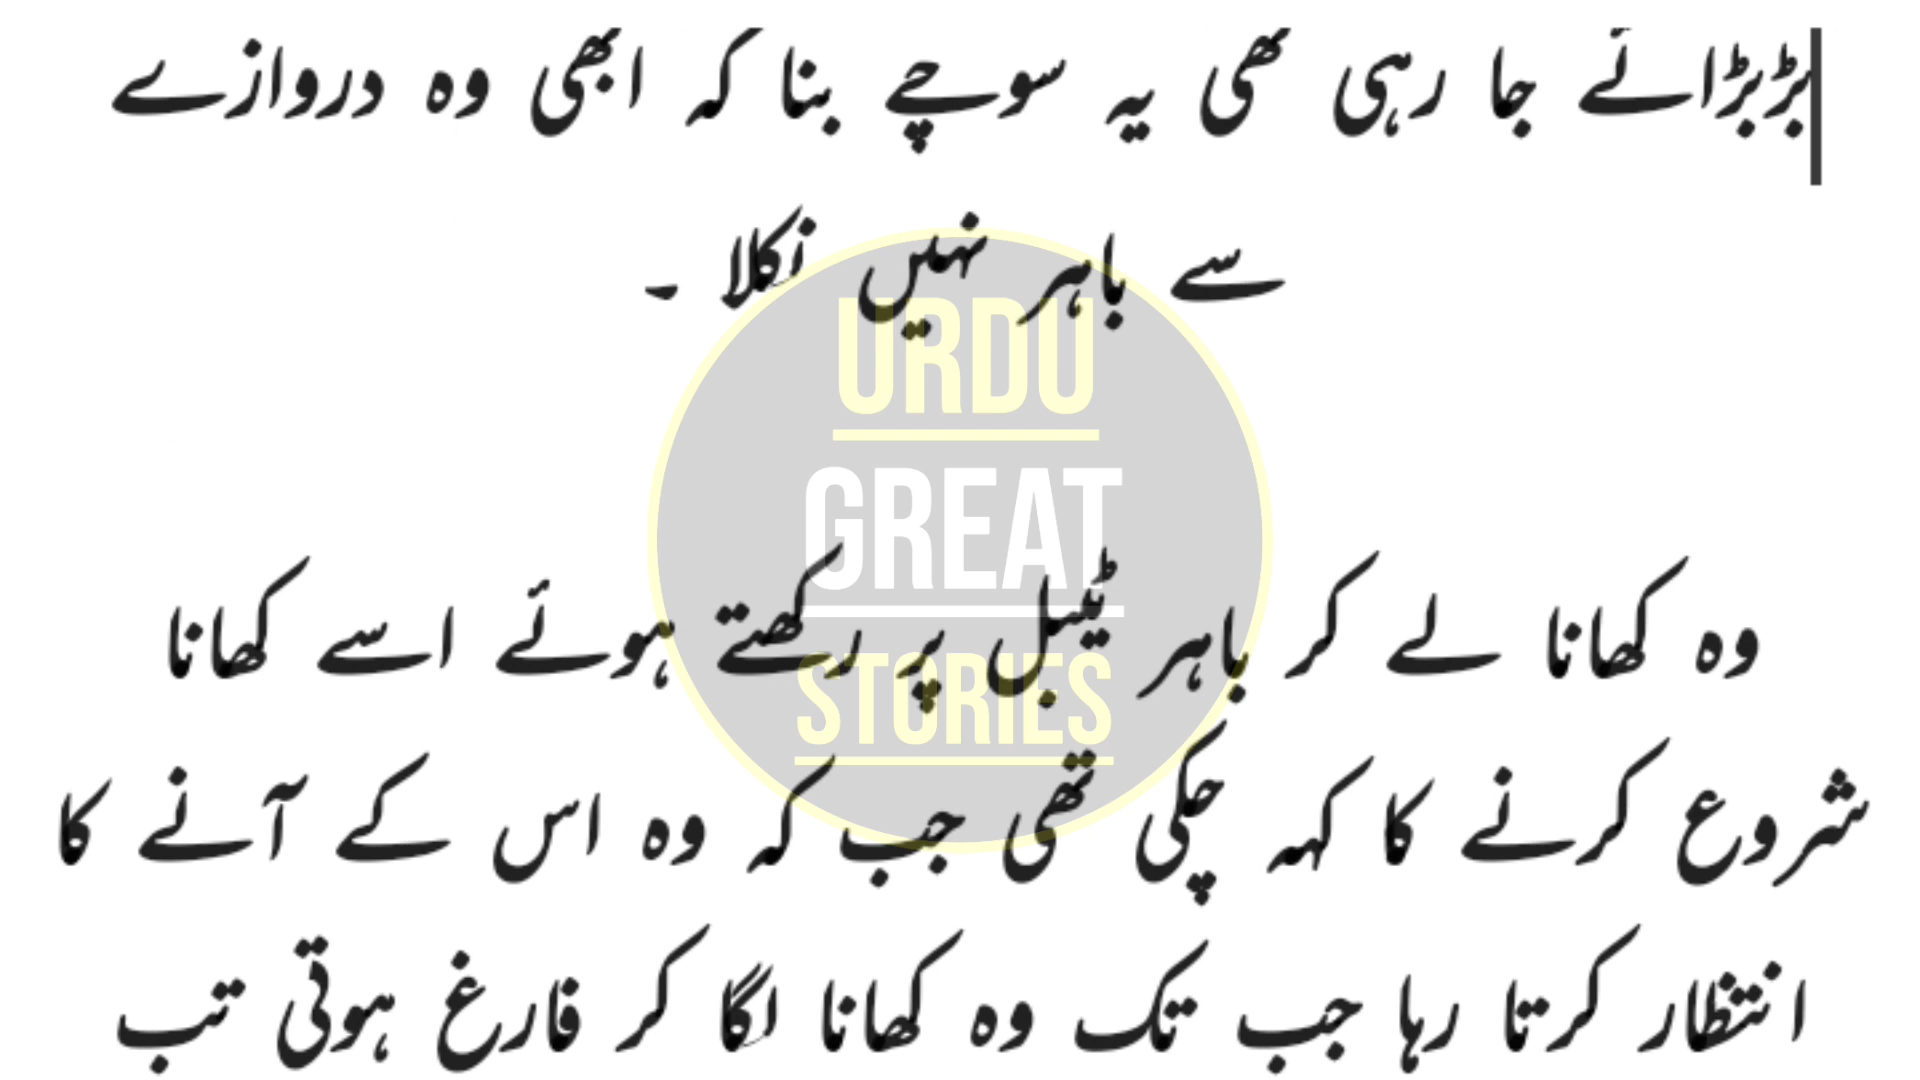 بڑبڑائے جا رہی تھی یہ سوچے بنا کہ ابھی وہ دروازے
سے باہر نہیں نکلا ۔
URDU
GREAT
STORIES
وہ کھانا لے کر باہر ٹیبل پر رکھتے ہوئے اسے کھانا
شروع کرنے کا کہہ چکی تھی جب کہ وہ اس کے آنے کا
انتظار کرتا رہا جب تک وہ کھانا لگا کر فارغ ہوتی تب